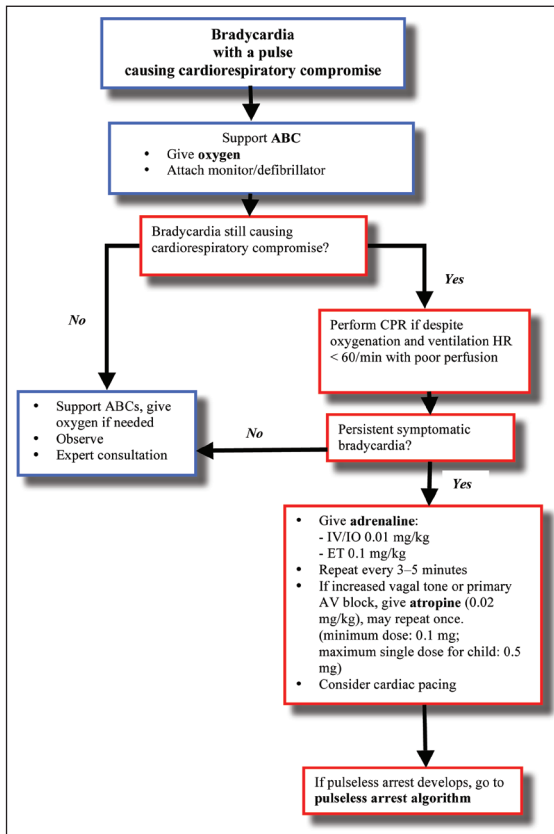 Bradycardia
with a pulse
causing cardiorespiratory compromise
Support ABC
• Give oxygen
• Attach monitor/defibrillator
Bradycardia still causing
cardiorespiratory compromise?
No
Yes
Perform CPR if despite
oxygenation and ventilation HR
< 60/min with poor perfusion
• Support ABCs, give
oxygen if needed
• Observe
• Expert consultation
No
Persistent symptomatic
bradycardia?
Yes
• Give adrenaline:
- IV/IO 0.01 mg/kg
- ET 0.1 mg/kg
• Repeat every 3–5 minutes
• If increased vagal tone or primary
AV block, give atropine (0.02
mg/kg), may repeat once.
(minimum dose: 0.1 mg;
maximum single dose for child: 0.5
mg)
• Consider cardiac pacing
If pulseless arrest develops, go to
pulseless arrest algorithm